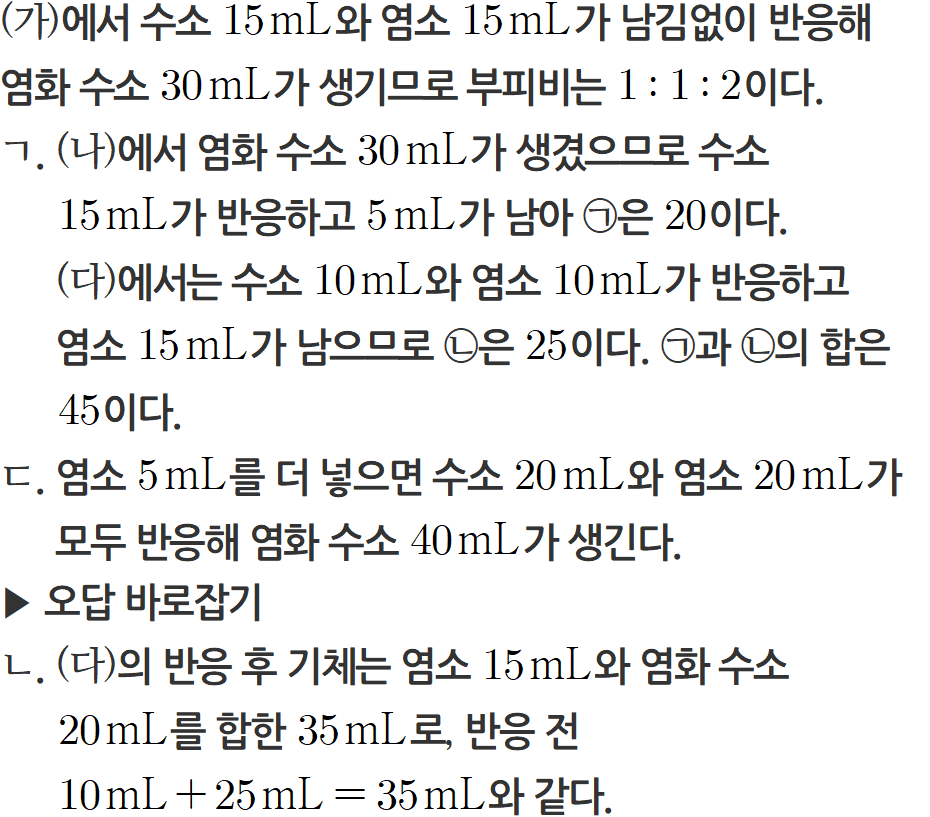 (가)에서 수소 15 mL와 염소 15 mL가 남김없이 반응해
염화 수소 30 mL가 생기므로 부피비는 1 : 1 : 2이다.
ㄱ. (나)에서 염화 수소 30 mL가 생겼으므로 수소
15 mL가 반응하고 5 mL가 남아 ㉠은 20이다.
(다)에서는 수소 10 mL와 염소 10 mL가 반응하고
염소 15 mL가 남으므로 ㉡은 25이다. ㉠과 ㉡의 합은
45이다.
ㄷ. 염소 5 mL를 더 넣으면 수소 20 mL와 염소 20 mL가
모두 반응해 염화 수소 40 mL가 생긴다.
▶ 오답 바로잡기
ㄴ. (다)의 반응 후 기체는 염소 15 mL와 염화 수소
20 mL를 합한 35 mL로, 반응 전
10 mL + 25 mL = 35 mL와 같다.